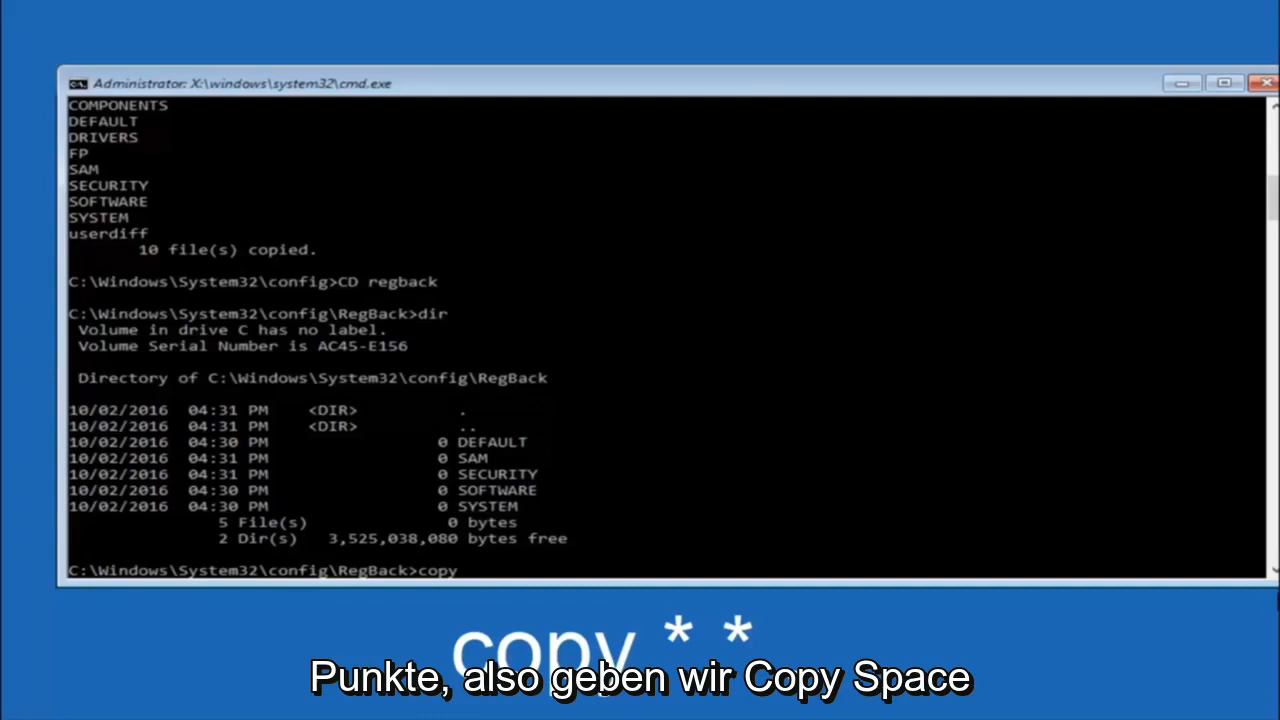 Administrator: X:\windows\system32\cmd.exe
COMPONENTS
DEFAULT
DRIVERS
FP
SAM
SECURITY
SOFTWARE
SYSTEM
userdiff
10 file(s) copied.
C:\Windows\System32\config>CD regback
C:\Windows\System32\config\RegBack>dir
Volume in drive C has no label.
Volume Serial Number is AC45-E156
Directory of C:\Windows\System32\config\RegBack
10/02/2016 04:31 PM <DIR> .
10/02/2016 04:31 PM <DIR> ..
10/02/2016 04:30 PM 0 DEFAULT
10/02/2016 04:31 PM 0 SAM
10/02/2016 04:31 PM 0 SECURITY
10/02/2016 04:30 PM 0 SOFTWARE
10/02/2016 04:30 PM 0 SYSTEM
5 File(s) 0 bytes
2 Dir(s) 3,525,038,080 bytes free
C:\Windows\System32\config\RegBack>copy
copy * *
Punkte, also geben wir Copy Space